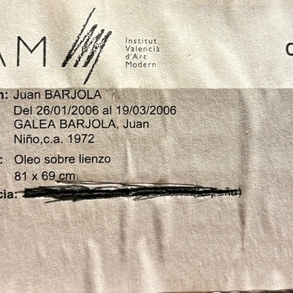 AM
Institut
Valencià
d'Art
Modern
n: Juan BARJOLA
Del 26/01/2006 al 19/03/2006
GALEA BARJOLA, Juan
Niño,c.a. 1972
: Oleo sobre lienzo
81 x 69 cm.
cia: